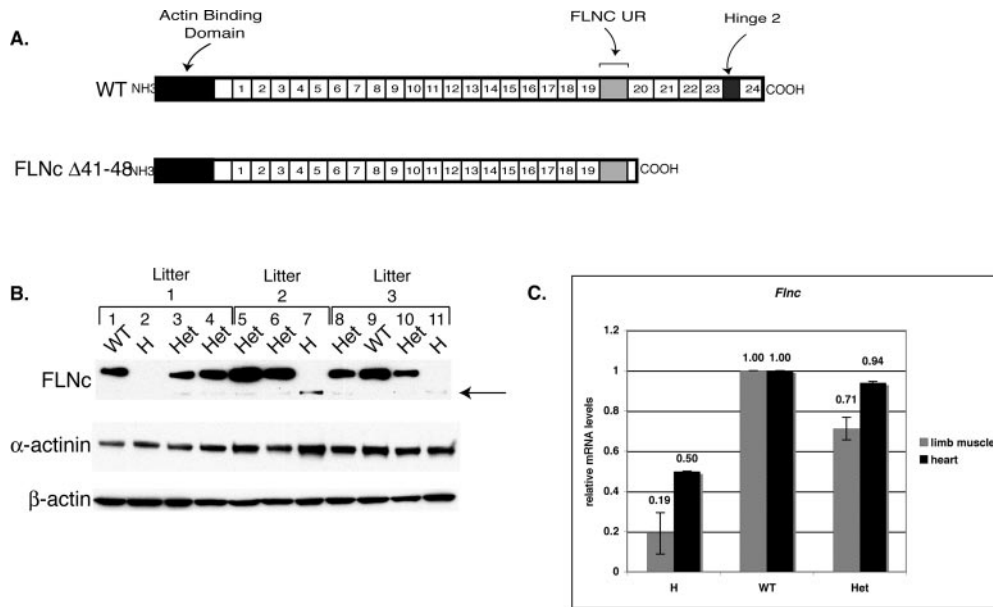 A.
Actin Binding
Domain
FLNC UR
Hinge 2
WT NH3 1 2 3 4 5 6 7 8 9 10 11 12 13 14 15 16 17 18 19 20 21 22 23 24 COOH
FLNc Δ41-48 NH3 1 2 3 4 5 6 7 8 9 10 11 12 13 14 15 16 17 18 19 COOH
B.
Litter
1
Litter
2
Litter
3
1 2 3 4 5 6 7 8 9 10 11
WT H Het Het Het Het H Het WT Het H
FLNc
α-actinin
β-actin
C.
Flnc
relative mRNA levels
1.2
1
0.8
0.6
0.4
0.2
0
0.19
0.50
1.00
1.00
0.71
0.94
H
WT
Het
limb muscle
heart